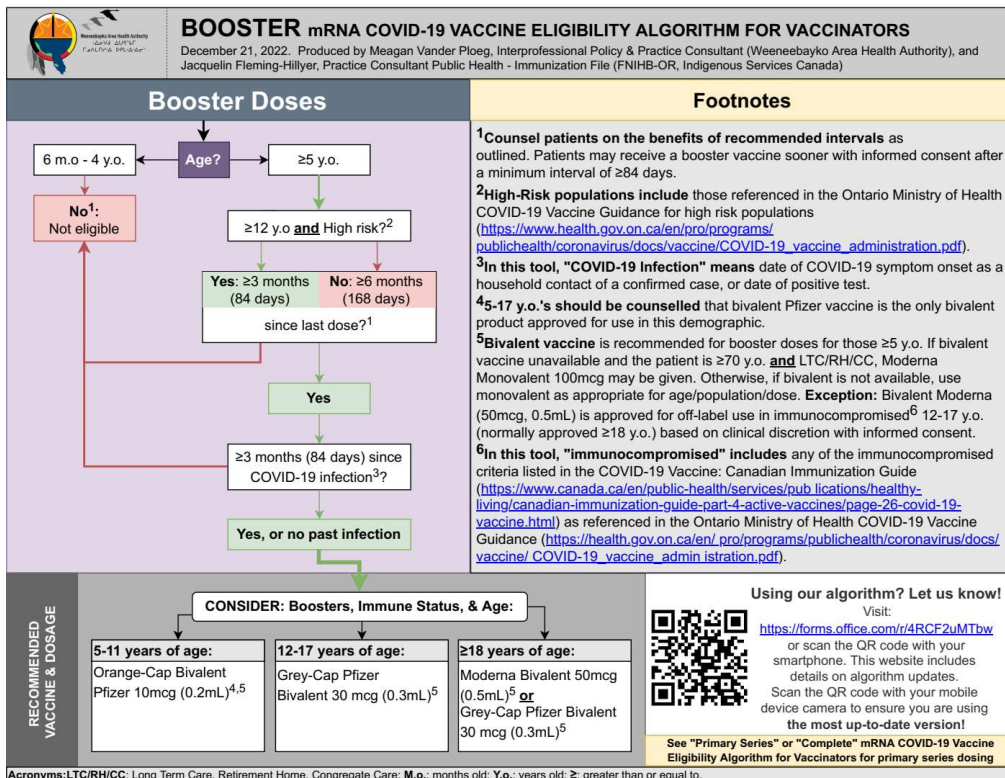 Weeneebayko Area Health Authority
BOOSTER mRNA COVID-19 VACCINE ELIGIBILITY ALGORITHM FOR VACCINATORS
December 21, 2022. Produced by Meagan Vander Ploeg, Interprofessional Policy & Practice Consultant (Weeneebayko Area Health Authority), and
Jacquelin Fleming-Hillyer, Practice Consultant Public Health - Immunization File (FNIHB-OR, Indigenous Services Canada)
Booster Doses
6 m.o - 4 y.o.
Age?
≥5 y.o.
No¹:
Not eligible
≥12 y.o and High risk?²
Yes: ≥3 months
(84 days)
No: ≥6 months
(168 days)
since last dose?¹
Yes
≥3 months (84 days) since
COVID-19 infection³?
Yes, or no past infection
Footnotes
¹Counsel patients on the benefits of recommended intervals as
outlined. Patients may receive a booster vaccine sooner with informed consent after
a minimum interval of ≥84 days.
²High-Risk populations include those referenced in the Ontario Ministry of Health
COVID-19 Vaccine Guidance for high risk populations
(https://www.health.gov.on.ca/en/pro/programs/
publichealth/coronavirus/docs/vaccine/COVID-19_vaccine_administration.pdf).
³In this tool, "COVID-19 Infection" means date of COVID-19 symptom onset as a
household contact of a confirmed case, or date of positive test.
⁴5-17 y.o.'s should be counselled that bivalent Pfizer vaccine is the only bivalent
product approved for use in this demographic.
⁵Bivalent vaccine is recommended for booster doses for those ≥5 y.o. If bivalent
vaccine unavailable and the patient is ≥70 y.o. and LTC/RH/CC, Moderna
Monovalent 100mcg may be given. Otherwise, if bivalent is not available, use
monovalent as appropriate for age/population/dose. Exception: Bivalent Moderna
(50mcg, 0.5mL) is approved for off-label use in immunocompromised⁶ 12-17 y.o.
(normally approved ≥18 y.o.) based on clinical discretion with informed consent.
⁶In this tool, "immunocompromised" includes any of the immunocompromised
criteria listed in the COVID-19 Vaccine: Canadian Immunization Guide
(https://www.canada.ca/en/public-health/services/pub lications/healthy-
living/canadian-immunization-guide-part-4-active-vaccines/page-26-covid-19-
vaccine.html) as referenced in the Ontario Ministry of Health COVID-19 Vaccine
Guidance (https://health.gov.on.ca/en/ pro/programs/publichealth/coronavirus/docs/
vaccine/ COVID-19_vaccine_admin istration.pdf).
RECOMMENDED
VACCINE & DOSAGE
CONSIDER: Boosters, Immune Status, & Age:
5-11 years of age:
Orange-Cap Bivalent
Pfizer 10mcg (0.2mL)⁴,⁵
12-17 years of age:
Grey-Cap Pfizer
Bivalent 30 mcg (0.3mL)⁵
≥18 years of age:
Moderna Bivalent 50mcg
(0.5mL)⁵ or
Grey-Cap Pfizer Bivalent
30 mcg (0.3mL)⁵
Using our algorithm? Let us know!
Visit:
https://forms.office.com/r/4RCF2uMTbw
or scan the QR code with your
smartphone. This website includes
details on algorithm updates.
Scan the QR code with your mobile
device camera to ensure you are using
the most up-to-date version!
See "Primary Series" or "Complete" mRNA COVID-19 Vaccine
Eligibility Algorithm for Vaccinators for primary series dosing
Acronyms:LTC/RH/CC: Long Term Care, Retirement Home, Congregate Care; M.o.: months old; Y.o.: years old; ≥: greater than or equal to.